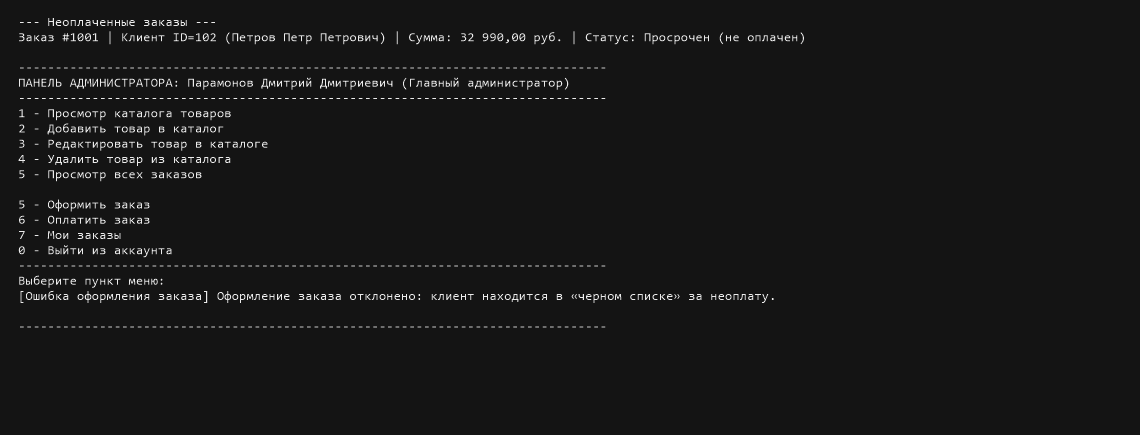 --- Неоплаченные заказы ---
Заказ #1001 | Клиент ID=102 (Петров Петр Петрович) | Сумма: 32 990,00 руб. | Статус: Просрочен (не оплачен)
--------------------------------------------------------------------------------
ПАНЕЛЬ АДМИНИСТРАТОРА: Парамонов Дмитрий Дмитриевич (Главный администратор)
--------------------------------------------------------------------------------
1 - Просмотр каталога товаров
2 - Добавить товар в каталог
3 - Редактировать товар в каталоге
4 - Удалить товар из каталога
5 - Просмотр всех заказов
5 - Оформить заказ
6 - Оплатить заказ
7 - Мои заказы
0 - Выйти из аккаунта
--------------------------------------------------------------------------------
Выберите пункт меню:
[Ошибка оформления заказа] Оформление заказа отклонено: клиент находится в «черном списке» за неоплату.
--------------------------------------------------------------------------------